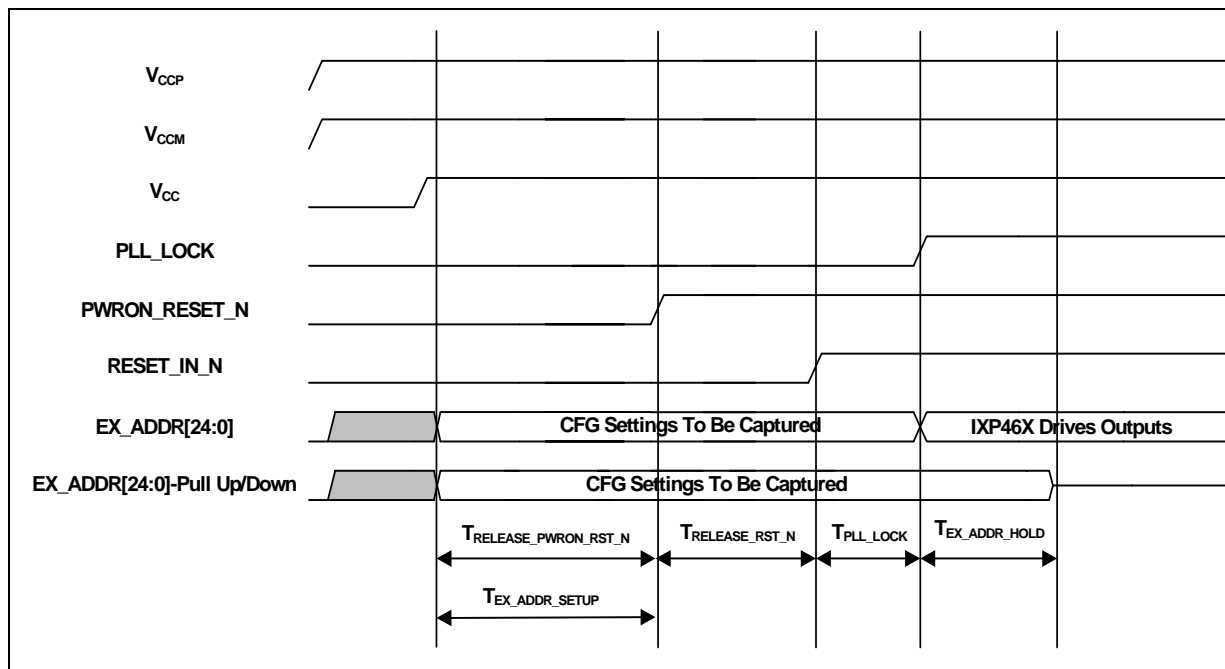 VCCP
VCCM
VCC
PLL_LOCK
PWRON_RESET_N
RESET_IN_N
EX_ADDR[24:0] CFG Settings To Be Captured IXP46X Drives Outputs
EX_ADDR[24:0]-Pull Up/Down CFG Settings To Be Captured
TRELEASE_PWRON_RST_N TRELEASE_RST_N TPLL_LOCK TEX_ADDR_HOLD
TEX_ADDR_SETUP